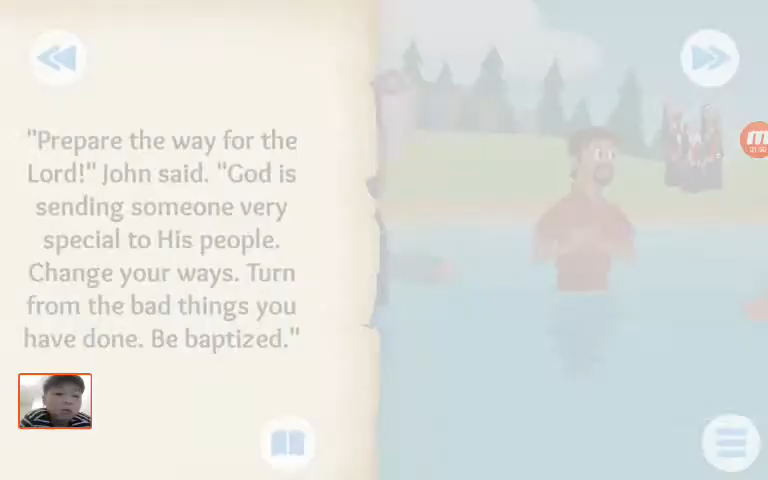 "Prepare the way for the
Lord!" John said. "God is
sending someone very
special to His people.
Change your ways. Turn
from the bad things you
have done. Be baptized."